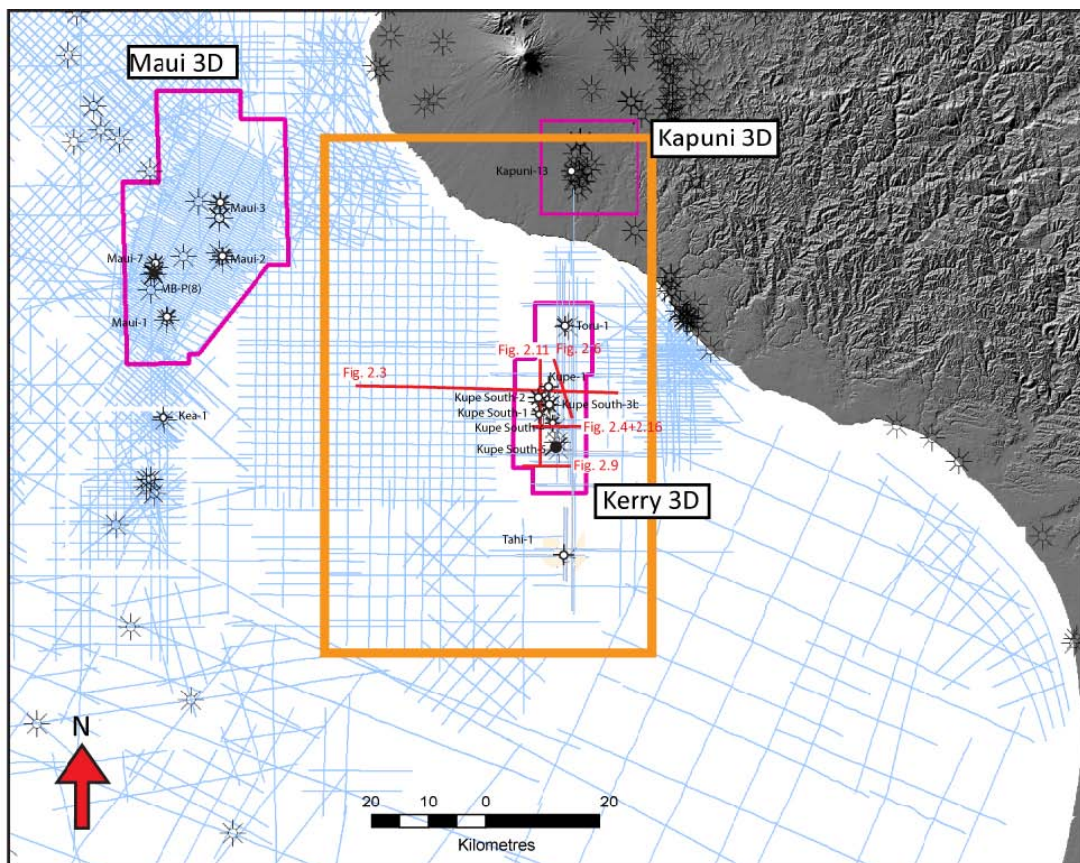 Maui 3D
Kapuni 3D
Kapuni-13
Maui-3
Maui-7
Maui-2
MB-P(8)
Maui-1
Toru-1
Fig. 2.11
Fig. 2.6
Fig. 2.3
Kupe-1
Kea-1
Kupe South-2
Kupe South-3b
Kupe South-1
Kupe South-
Fig. 2.4+2.16
Kupe South-5
Fig. 2.9
Kerry 3D
Tahi-1
N
20 10 0 20
Kilometres